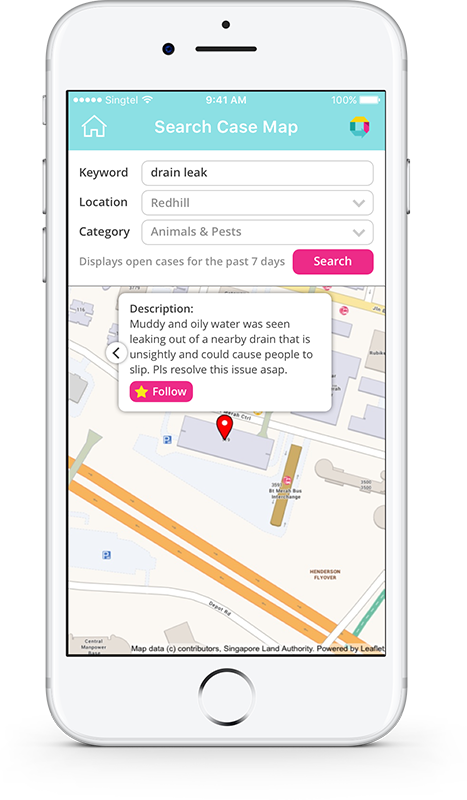 Singtel 9:41 AM 100%
Search Case Map
Keyword drain leak
Location Redhill
Category Animals & Pests
Displays open cases for the past 7 days Search
Description:
Muddy and oily water was seen
leaking out of a nearby drain that is
unsightly and could cause people to
slip. Pls resolve this issue asap.
Follow
Merah Ctrl
Bt Merah Bus
Interchange
HENDERSON
FLYOVER
Depot Rd
Central
Manpower
Base
Map data (c) contributors, Singapore Land Authority. Powered by Leaflet